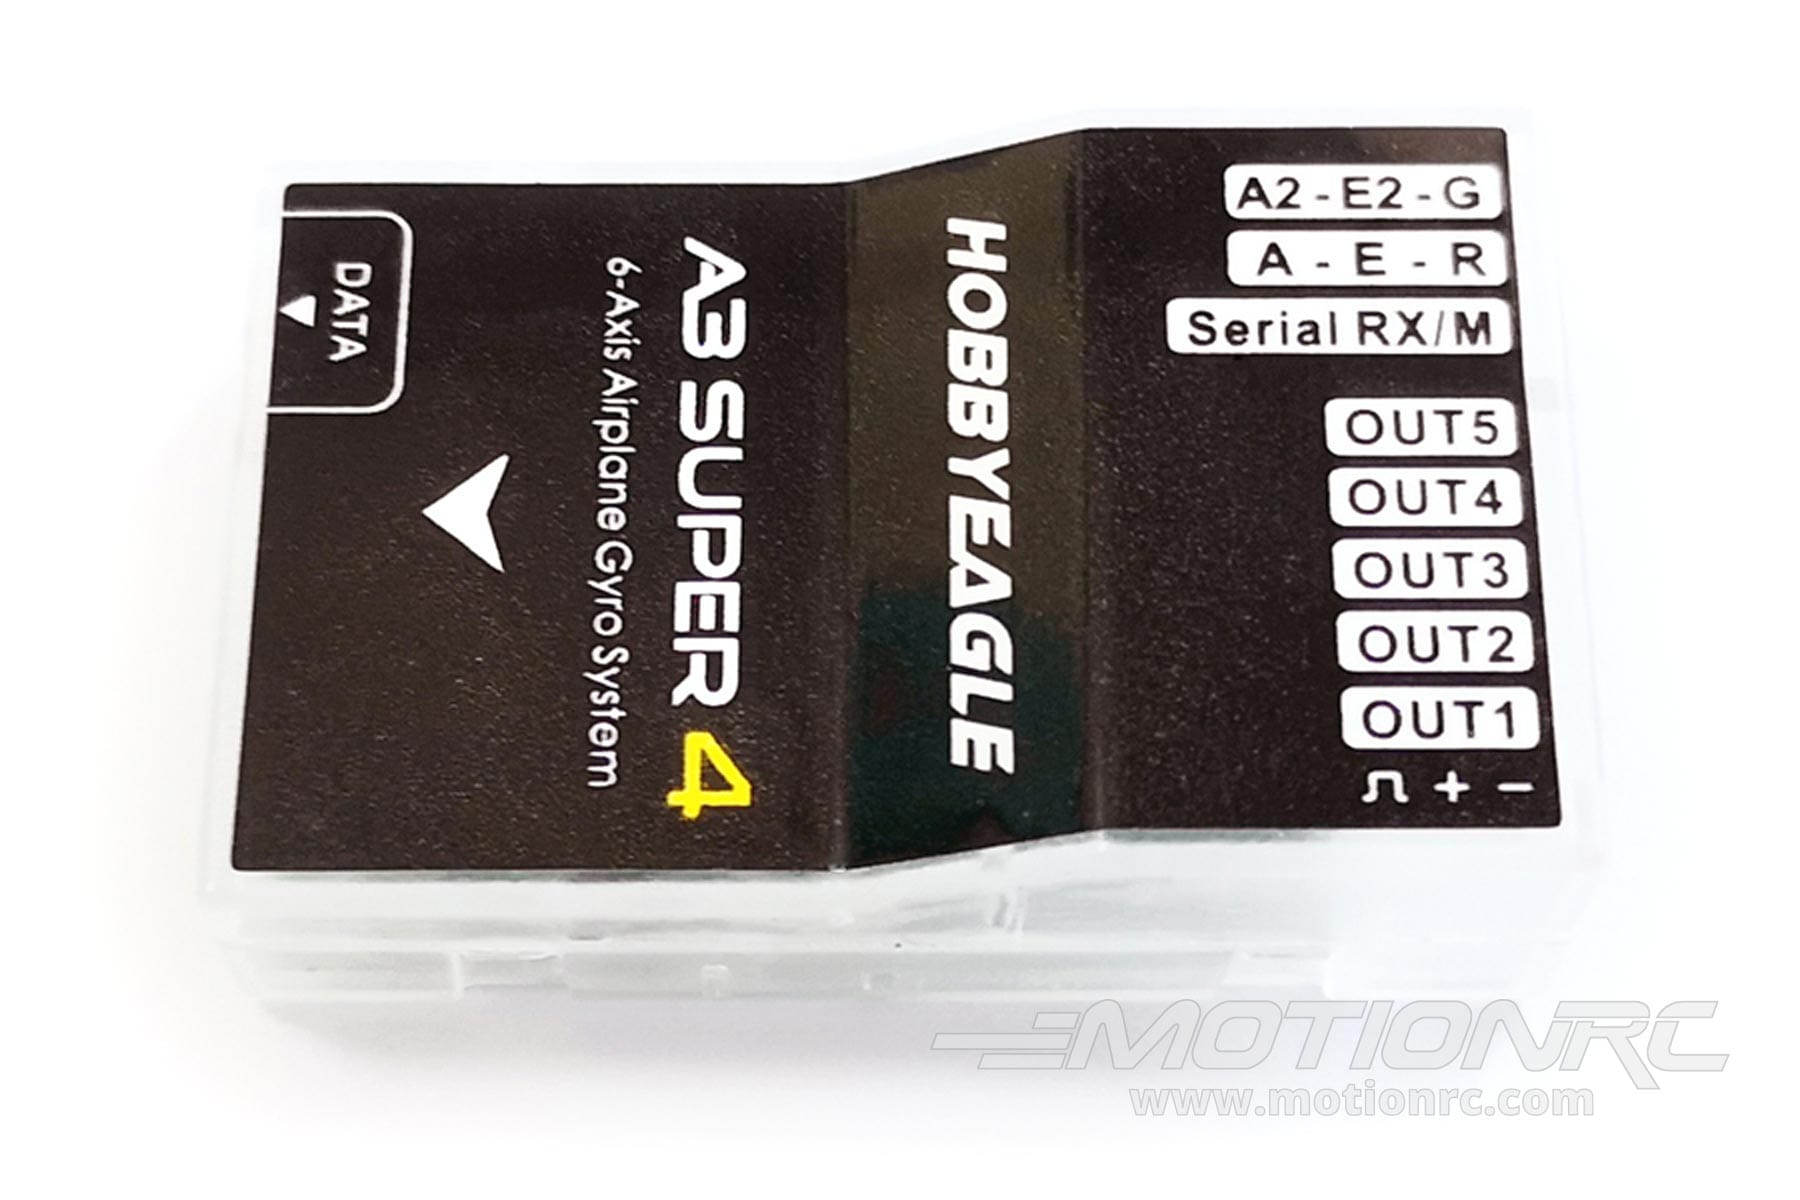 A2 - E2 - G
A - E - R
Serial RX/M
OUT5
OUT4
OUT3
OUT2
OUT1
+ −
HOBBYEAGLE
A3 SUPER 4
6-Axis Airplane Gyro System
DATA
MOTIONRC
www.motionrc.com